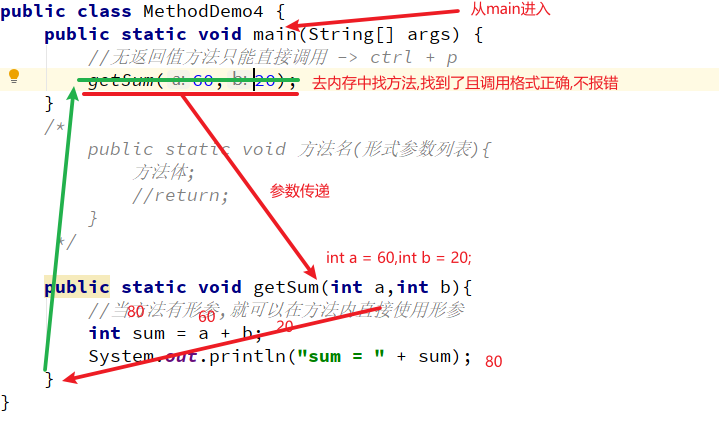 public class MethodDemo4 {
从main进入
public static void main(String[] args) {
//无返回值方法只能直接调用 -> ctrl + p
getSum( a: 60, b: 20);
去内存中找方法,找到了且调用格式正确,不报错
}
/*
public static void 方法名(形式参数列表){
方法体;
//return;
参数传递
}
*/
int a = 60,int b = 20;
public static void getSum(int a,int b){
//当方法有形参,就可以在方法内直接使用形参
80
60
20
int sum = a + b;
System.out.println("sum = " + sum);
80
}
}